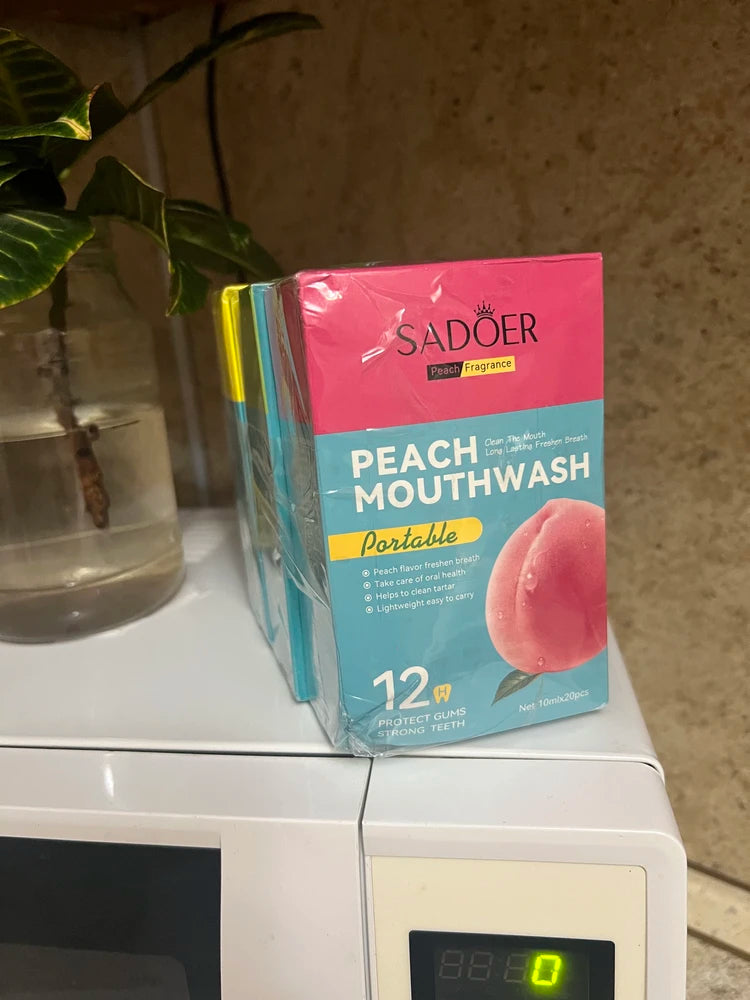 SADOER
Peach Fragrance
PEACH
Clean The Mouth
Long Lasting Freshen Breath
MOUTHWASH
Portable
Peach flavor freshen breath
Take care of oral health
Helps to clean tartar
Lightweight easy to carry
12 H
PROTECT GUMS
STRONG TEETH
Net 10mlx20pcs
0